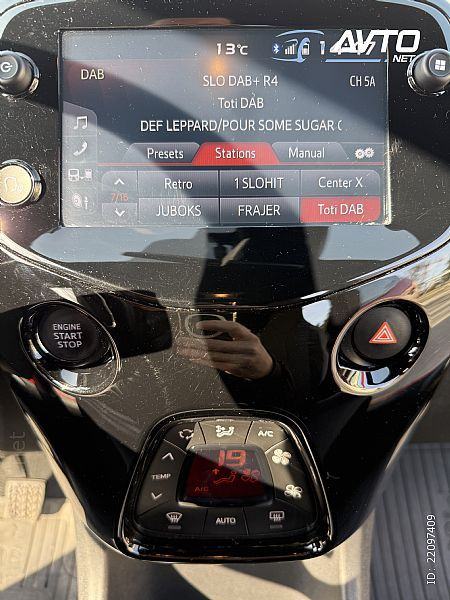 AVTO
NET
13°C
DAB
SLO DAB+ R4
CH 5A
Toti DAB
DEF LEPPARD/POUR SOME SUGAR (
Presets Stations Manual
Retro 1 SLOHIT Center X
7/15
JUBOKS FRAJER Toti DAB
ENGINE
START
STOP
A/C
TEMP
19
A/C
AUTO
ID: 22097409